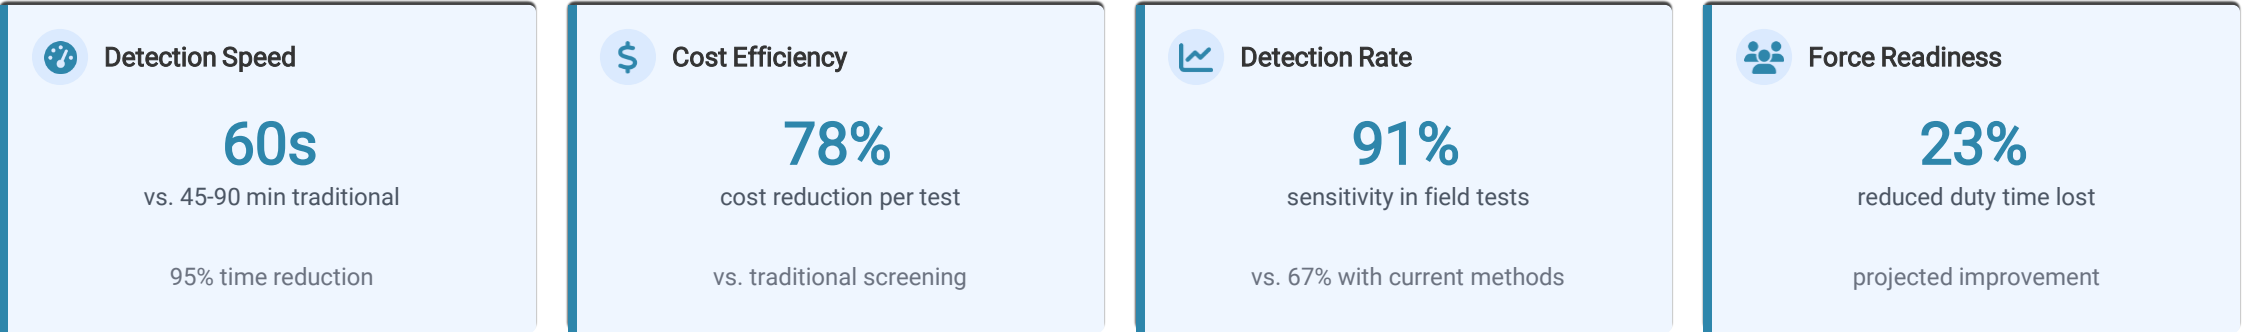 Detection Speed
60s
vs. 45-90 min traditional
95% time reduction
Cost Efficiency
78%
cost reduction per test
vs. traditional screening
Detection Rate
91%
sensitivity in field tests
vs. 67% with current methods
Force Readiness
23%
reduced duty time lost
projected improvement